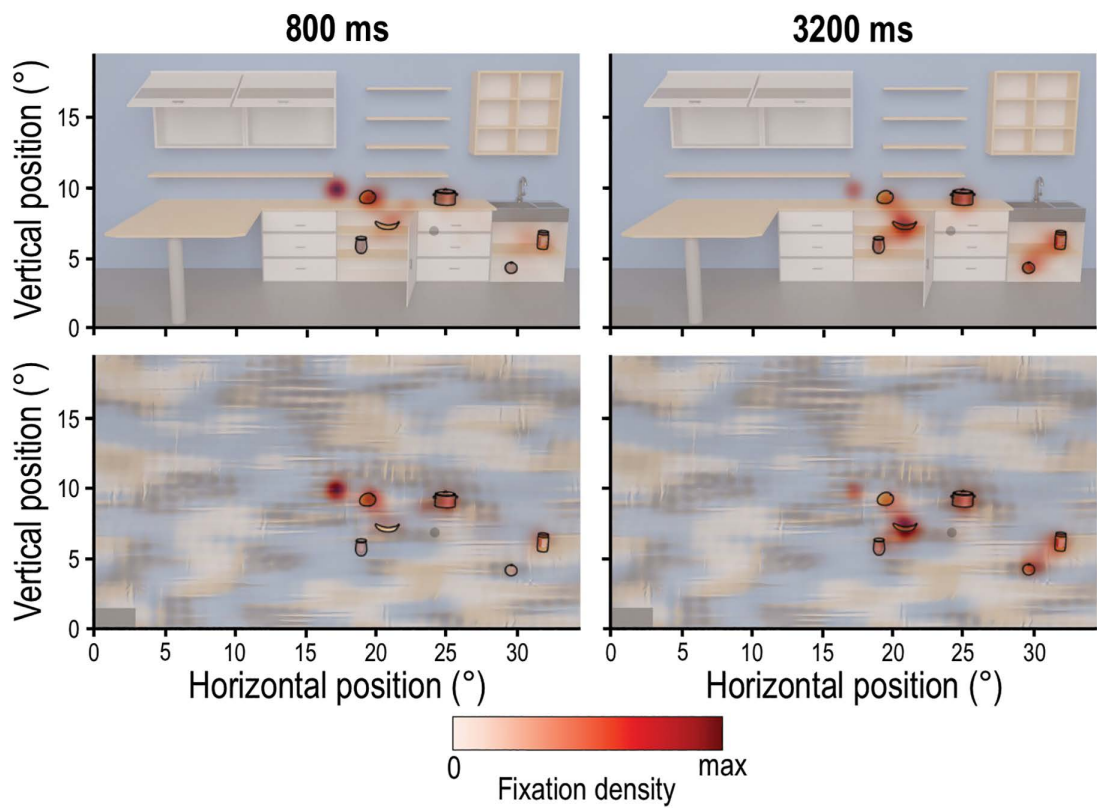 800 ms
3200 ms
Vertical position (°)
15
10
5
0
Vertical position (°)
15
10
5
0
0 5 10 15 20 25 30
0 5 10 15 20 25 30
Horizontal position (°)
Horizontal position (°)
0
max
Fixation density